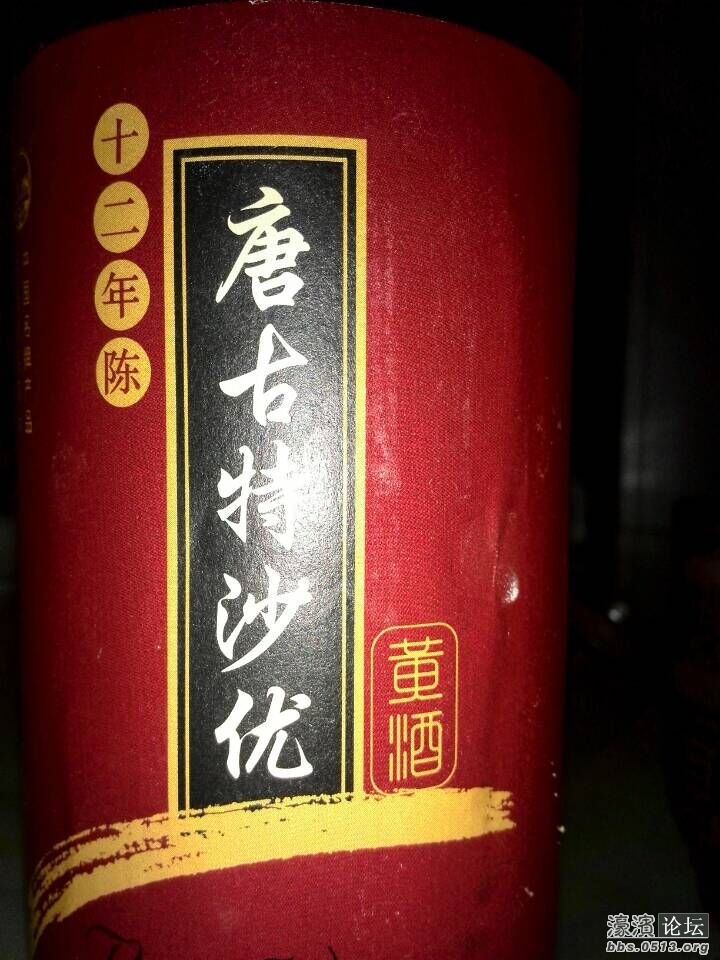 十二年陈
唐古特沙优
黄酒
濠滨论坛
bbs.0513.org